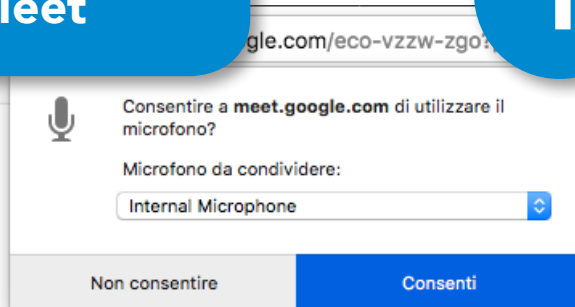 Meet
gle.com/eco-vzzw-zgo?
Consentire a meet.google.com di utilizzare il
microfono?
Microfono da condividere:
Internal Microphone
Non consentire
Consenti